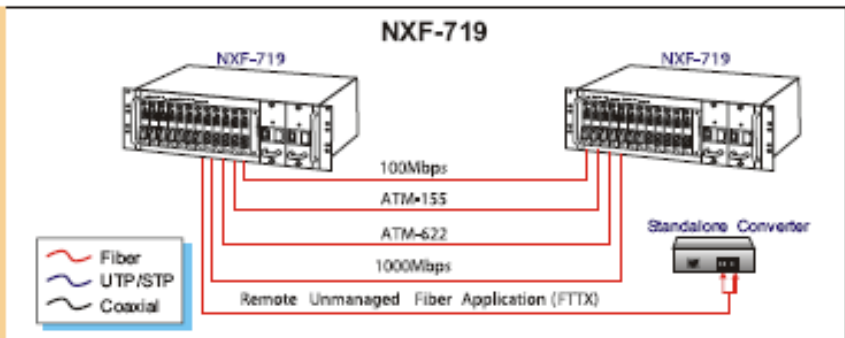 NXF-719
NXF-719
NXF-719
100Mbps
ATM-155
ATM-622
Standalone Converter
1000Mbps
Fiber
UTP/STP
Coaxial
Remote Unmanaged Fiber Application (FTTX)